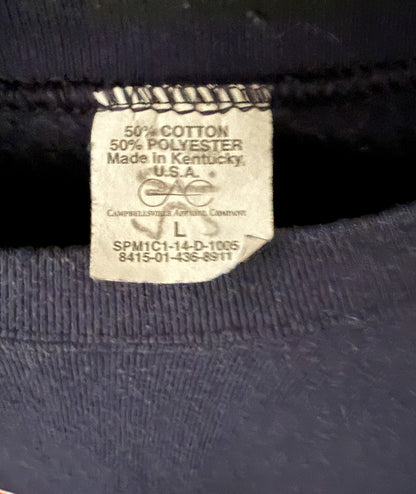 50% COTTON
50% POLYESTER
Made in Kentucky,
U.S.A.
CAC
CAMPBELLSVILLE APPAREL COMPANY
L
SPM1C1-14-D-1005
8415-01-436-8911